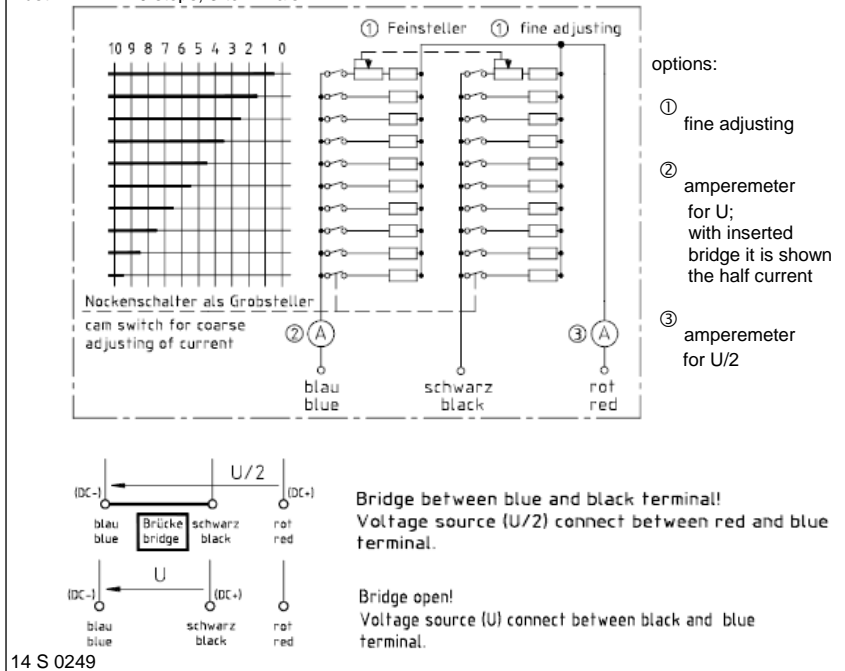 ① Feinsteller ① fine adjusting
10 9 8 7 6 5 4 3 2 1 0
options:
①
fine adjusting
②
amperemeter
for U;
with inserted
bridge it is shown
the half current
③
amperemeter
for U/2
Nockenschalter als Grobsteller
cam switch for coarse
adjusting of current
② A
③ A
blau
blue
schwarz
black
rot
red
U/2
(DC-)
(DC+)
blau
blue
Brücke
bridge
schwarz
black
rot
red
Bridge between blue and black terminal!
Voltage source (U/2) connect between red and blue
terminal.
U
(DC-)
(DC+)
blau
blue
schwarz
black
rot
red
Bridge open!
Voltage source (U) connect between black and blue
terminal.
14 S 0249